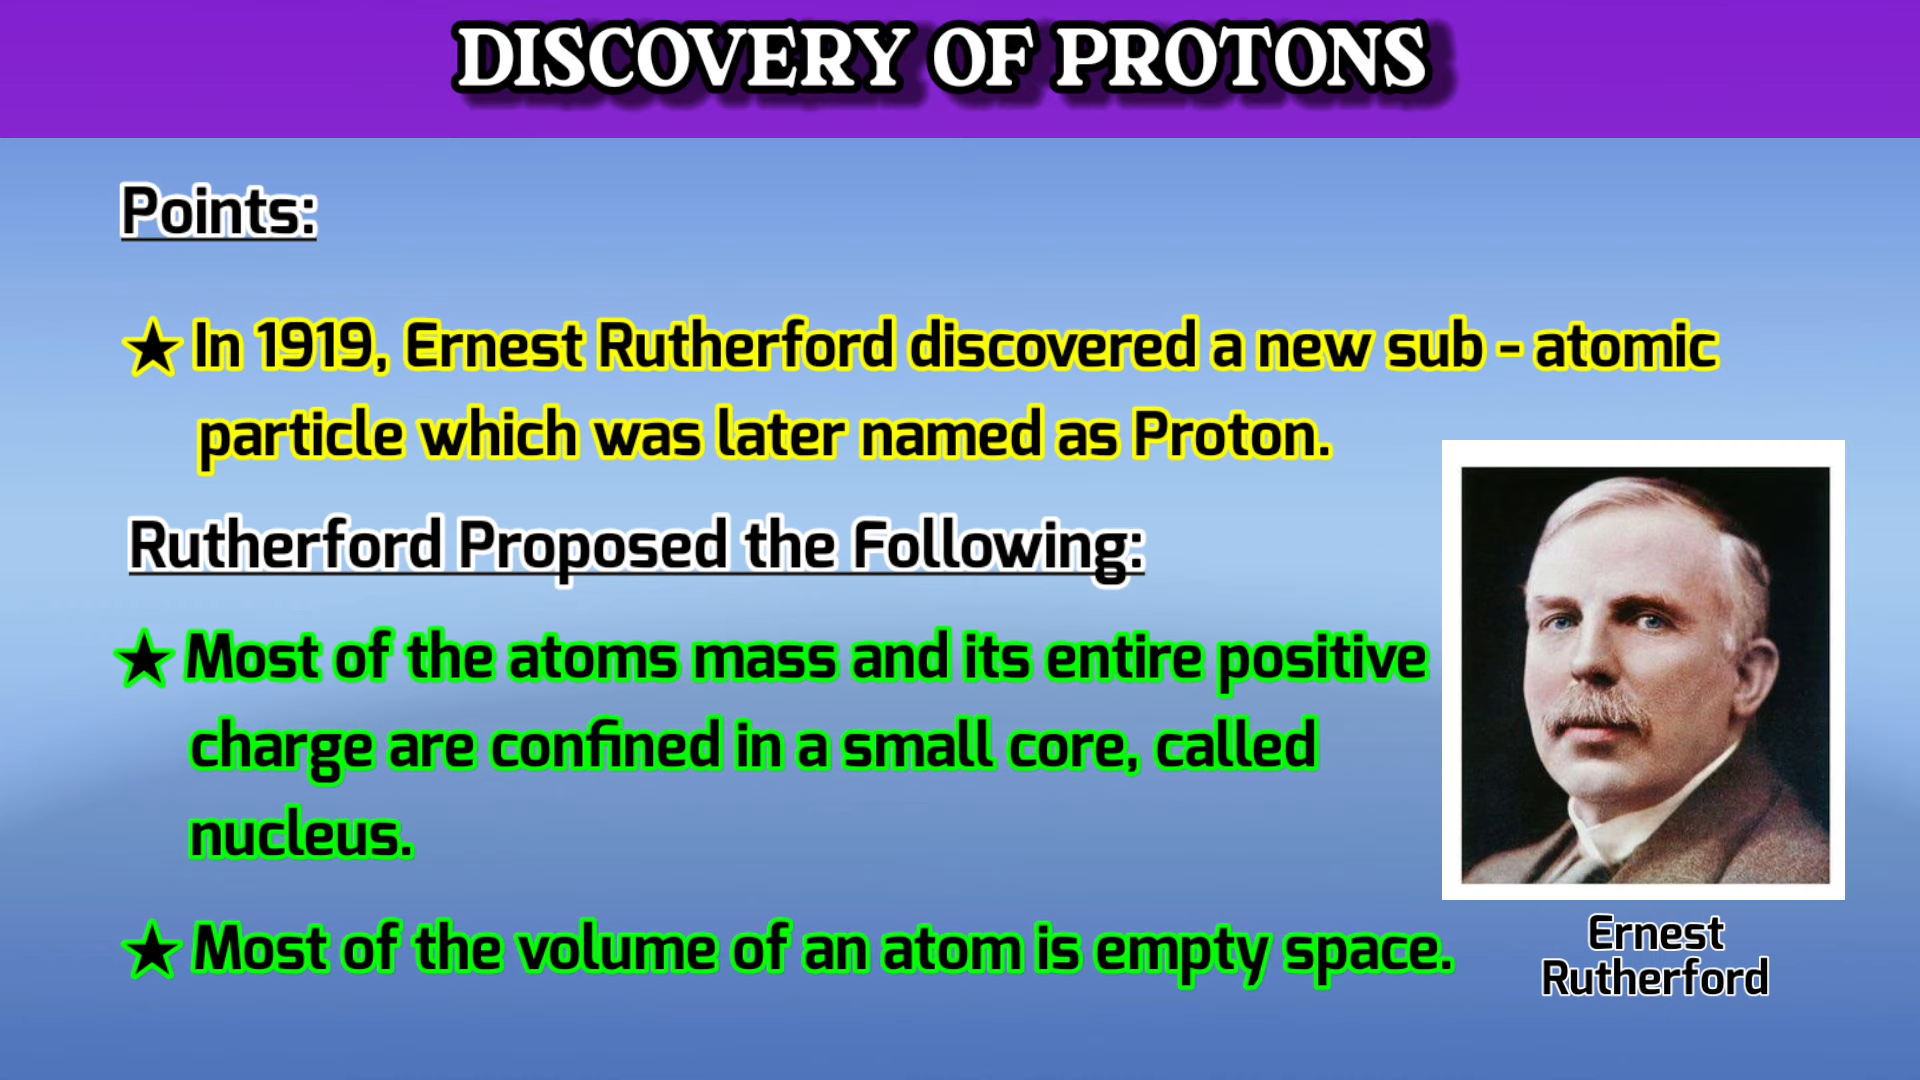 DISCOVERY OF PROTONS
Points:
★ In 1919, Ernest Rutherford discovered a new sub - atomic
particle which was later named as Proton.
Rutherford Proposed the Following:
★ Most of the atoms mass and its entire positive
charge are confined in a small core, called
nucleus.
★ Most of the volume of an atom is empty space.
Ernest
Rutherford